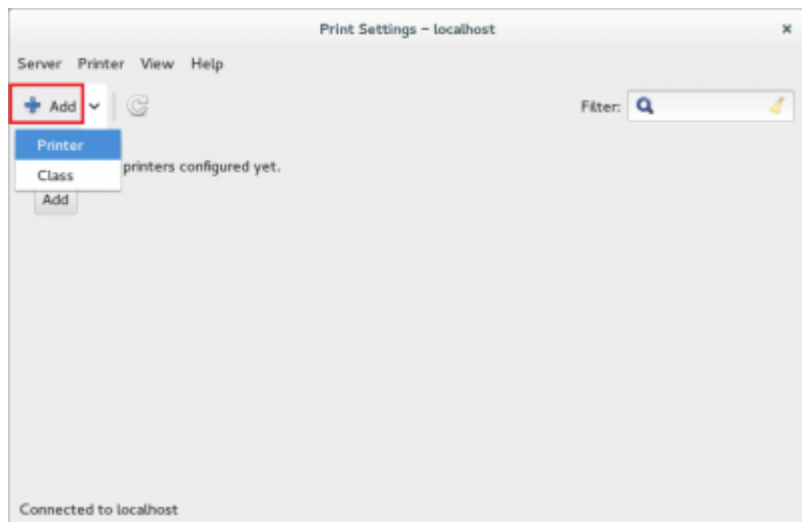 Print Settings - localhost
Server Printer View Help
Add
Filter:
Printer
Class
printers configured yet.
Add
Connected to localhost